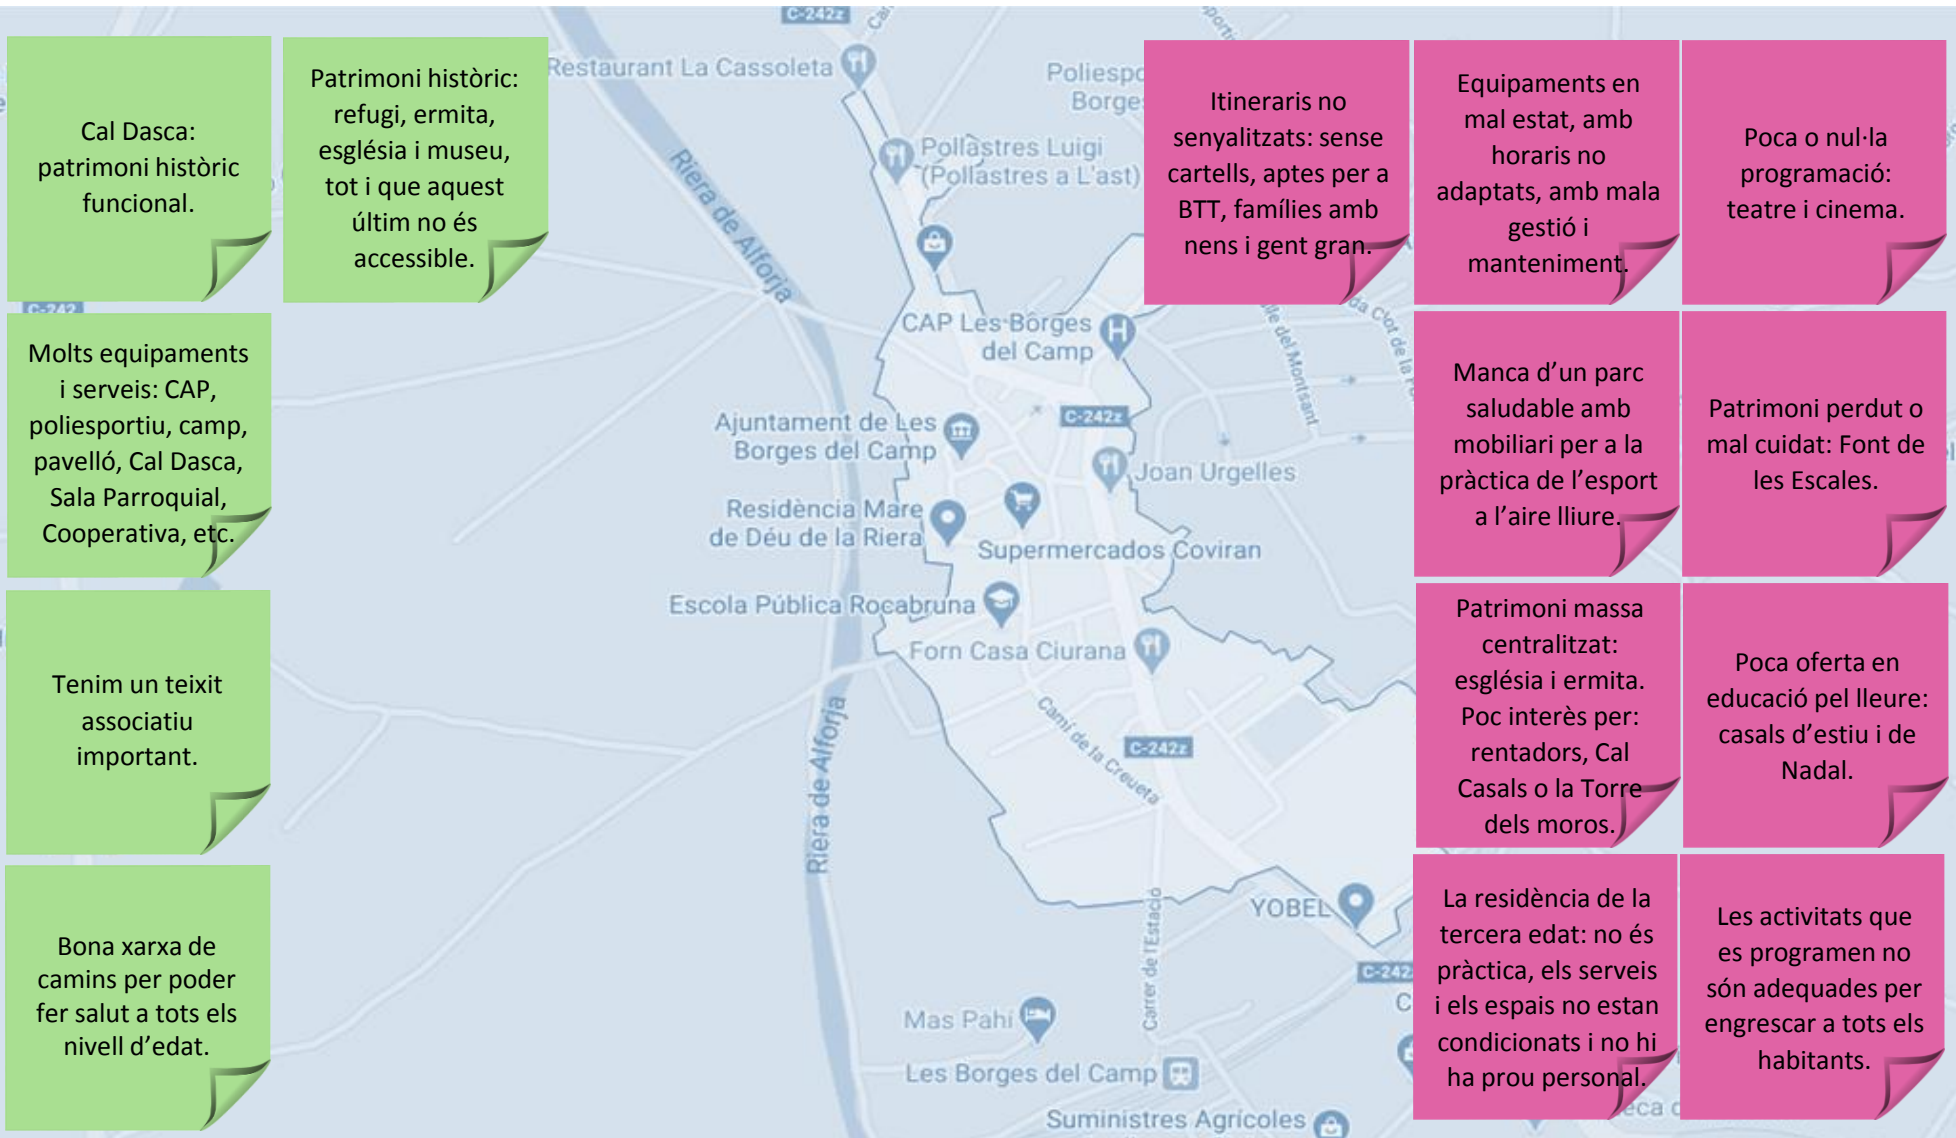 Cal Dasca:
patrimoni històric
funcional.
Patrimoni històric:
refugi, ermita,
església i museu,
tot i que aquest
últim no és
accessible.
Molts equipaments
i serveis: CAP,
poliesportiu, camp,
pavelló, Cal Dasca,
Sala Parroquial,
Cooperativa, etc.
Tenim un teixit
associatiu
important.
Bona xarxa de
camins per poder
fer salut a tots els
nivell d'edat.
C-242z
Restaurant La Cassoleta
Pollastres Luigi
(Pollastres a L'ast)
Riera de Alforja
C-242
CAP Les Borges
del Camp
Ajuntament de Les
Borges del Camp
C-242z
Joan Urgelles
Residència Mare
de Déu de la Riera
Supermercados Coviran
Escola Pública Rocabruna
Forn Casa Ciurana
Camí de la Creueta
C-242z
Riera de Alforja
YOBEL
Carrer de l'Estació
C-242
Mas Pahí
Les Borges del Camp
Suministres Agrícoles
Itineraris no
senyalitzats: sense
cartells, aptes per a
BTT, famílies amb
nens i gent gran.
Equipaments en
mal estat, amb
horaris no
adaptats, amb mala
gestió i
manteniment.
Poca o nul·la
programació:
teatre i cinema.
Manca d'un parc
saludable amb
mobiliari per a la
pràctica de l'esport
a l'aire lliure.
Patrimoni perdut o
mal cuidat: Font de
les Escales.
Patrimoni massa
centralitzat:
església i ermita.
Poc interès per:
rentadors, Cal
Casals o la Torre
dels moros.
Poca oferta en
educació pel lleure:
casals d'estiu i de
Nadal.
La residència de la
tercera edat: no és
pràctica, els serveis
i els espais no estan
condicionats i no hi
ha prou personal.
Les activitats que
es programen no
són adequades per
engrescar a tots els
habitants.